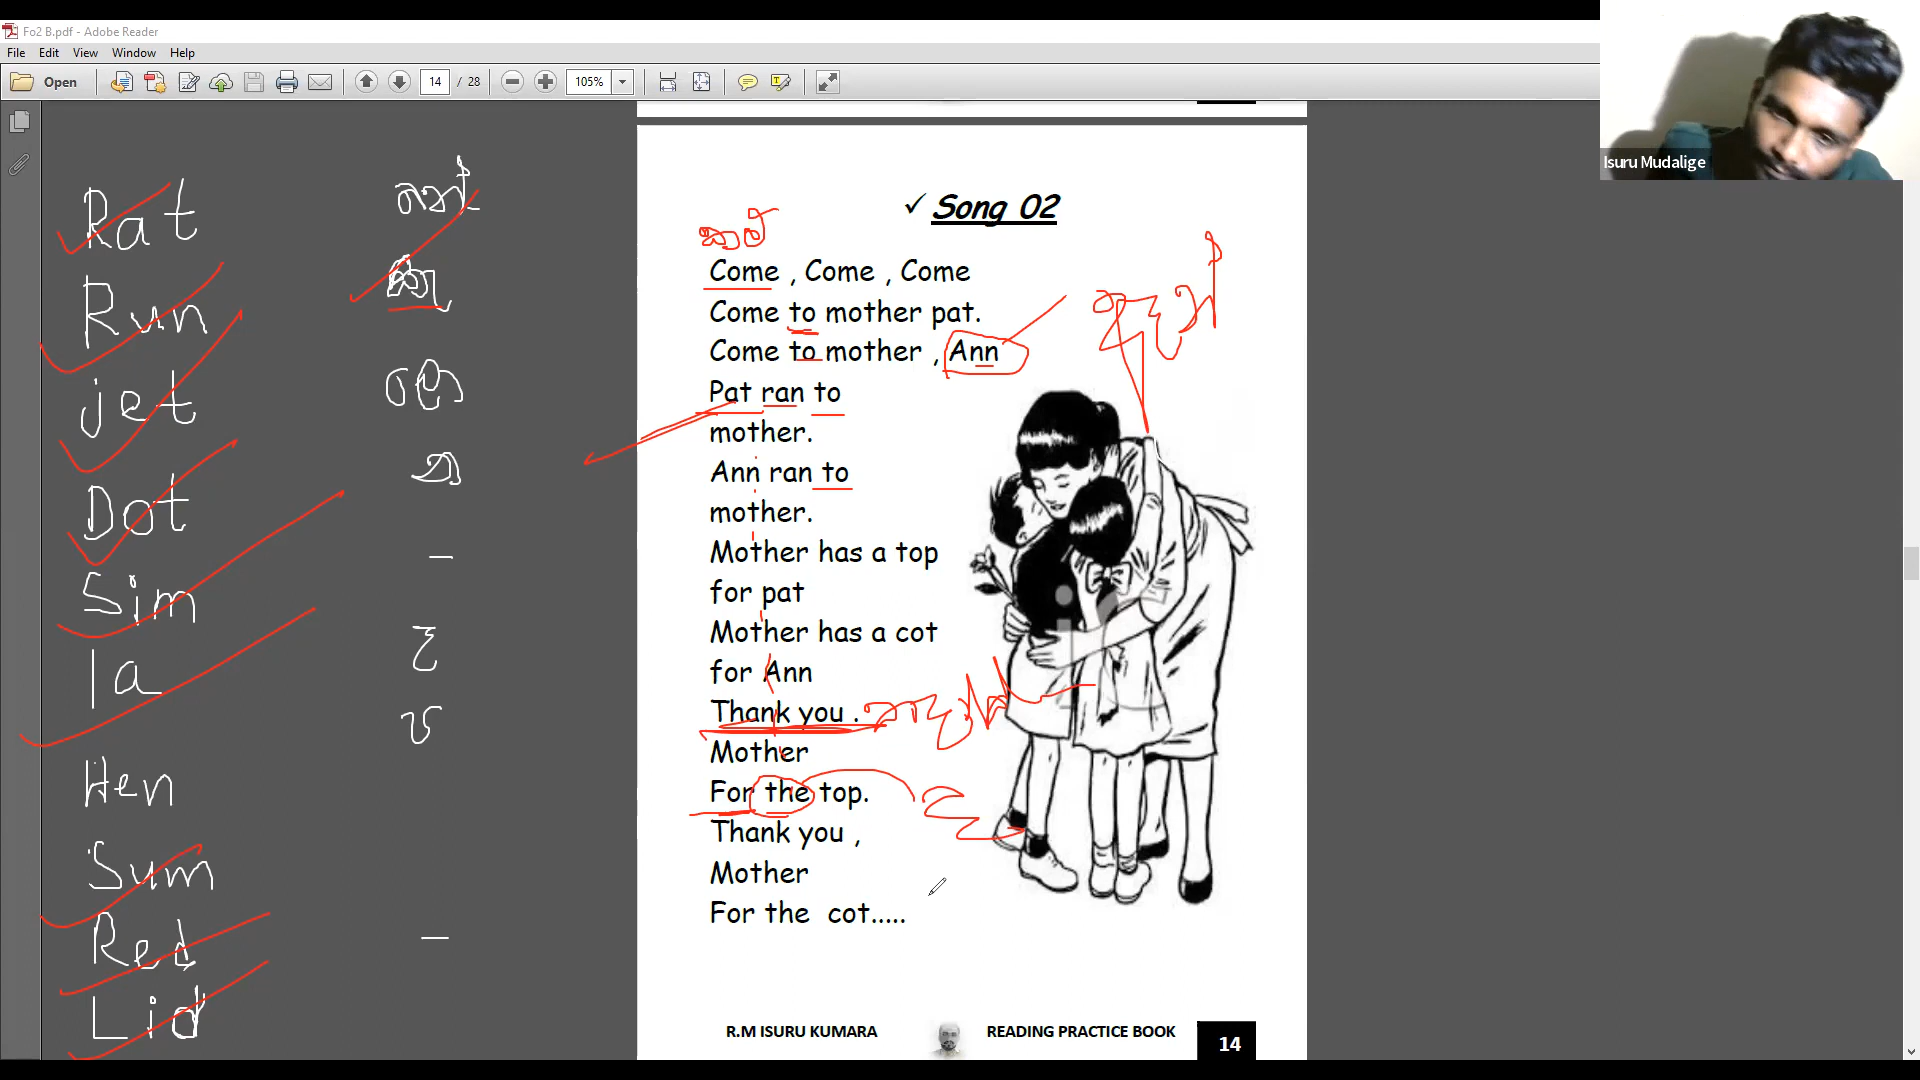 Fo2 B.pdf - Adobe Reader
File Edit View Window Help
Open 14 / 28 105%
Isuru Mudalige
Rat
Run
jet
Dot
Sim
la
Hen
Sum
Red
Lid
✓ Song 02
Come , Come , Come
Come to mother pat.
Come to mother , Ann
Pat ran to
mother.
Ann ran to
mother.
Mother has a top
for pat
Mother has a cot
for Ann
Thank you .
Mother
For the top.
Thank you ,
Mother
For the cot.....
R.M ISURU KUMARA READING PRACTICE BOOK 14